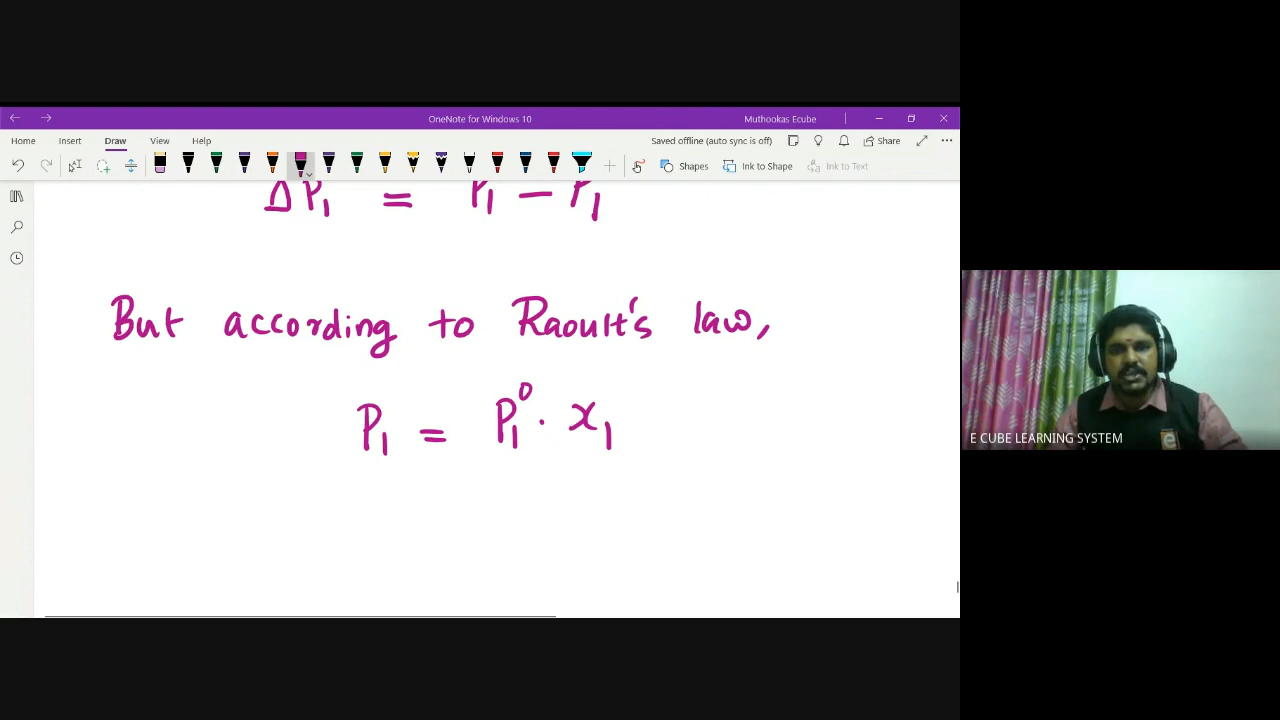 OneNote for Windows 10
Muthookas Ecube
Home Insert Draw View Help
Saved offline (auto sync is off)
Share
Shapes
Ink to Shape
Ink to Text
ΔP₁ = P₁ − P₁
But according to Raoult's law,
P₁ = P₁⁰ · x₁
E CUBE LEARNING SYSTEM